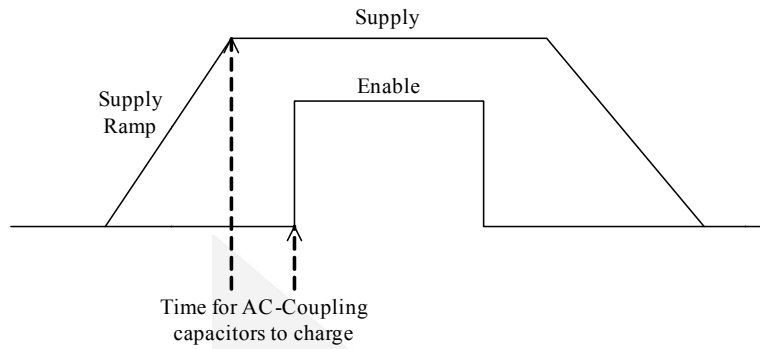 Supply
Enable
Supply
Ramp
Time for AC-Coupling
capacitors to charge